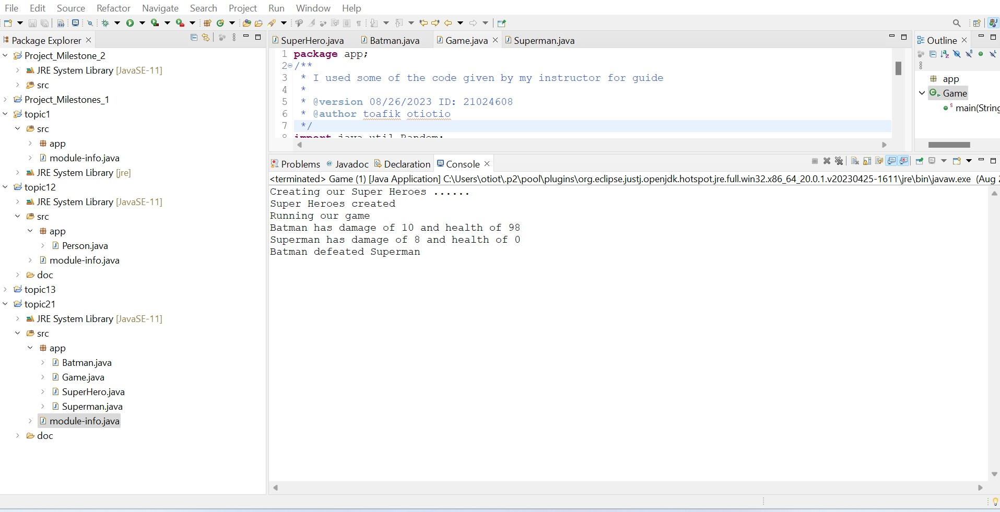 File Edit Source Refactor Navigate Search Project Run Window Help
Package Explorer
Project_Milestone_2
JRE System Library [JavaSE-11]
src
Project_Milestones_1
topic1
src
app
module-info.java
JRE System Library [jre]
topic12
JRE System Library [JavaSE-11]
src
app
Person.java
module-info.java
doc
topic13
topic21
JRE System Library [JavaSE-11]
src
app
Batman.java
Game.java
SuperHero.java
Superman.java
module-info.java
doc
SuperHero.java Batman.java Game.java Superman.java
1 package app;
2 /**
3 * I used some of the code given by my instructor for guide
4 *
5 * @version 08/26/2023 ID: 21024608
6 * @author toafik otiotio
7 */
8 import java.util.Random;
Outline
app
Game
main(String
Problems @ Javadoc Declaration Console
<terminated> Game (1) [Java Application] C:\Users\otiot\.p2\pool\plugins\org.eclipse.justj.openjdk.hotspot.jre.full.win32.x86_64_20.0.1.v20230425-1611\jre\bin\javaw.exe (Aug
Creating our Super Heroes ......
Super Heroes created
Running our game
Batman has damage of 10 and health of 98
Superman has damage of 8 and health of 0
Batman defeated Superman